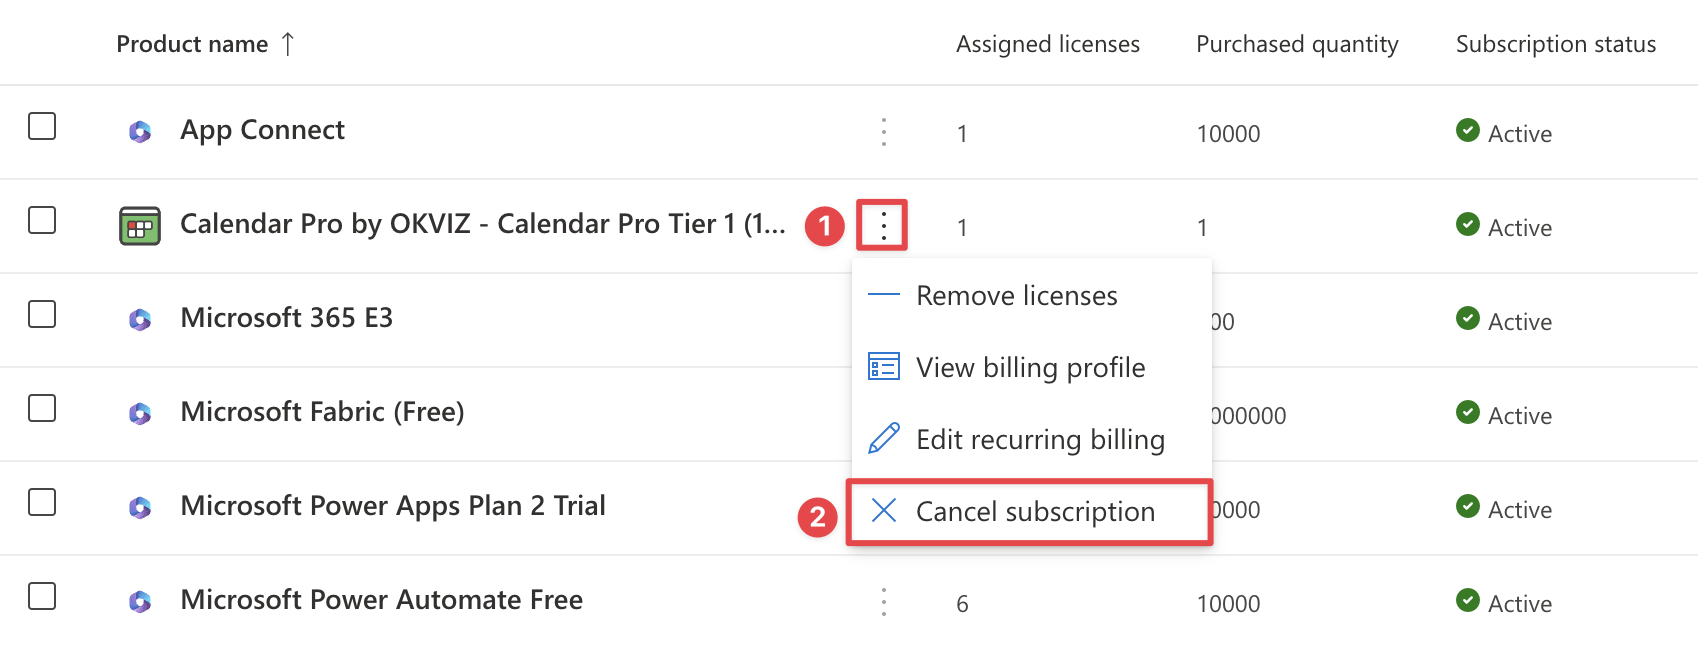 Product name ↑ Assigned licenses Purchased quantity Subscription status
App Connect 1 10000 Active
Calendar Pro by OKVIZ - Calendar Pro Tier 1 (1... 1 1 1 Active
Remove licenses
Microsoft 365 E3 00 Active
View billing profile
Microsoft Fabric (Free) 000000 Active
Edit recurring billing
Microsoft Power Apps Plan 2 Trial 0000 Active
2 Cancel subscription
Microsoft Power Automate Free 6 10000 Active